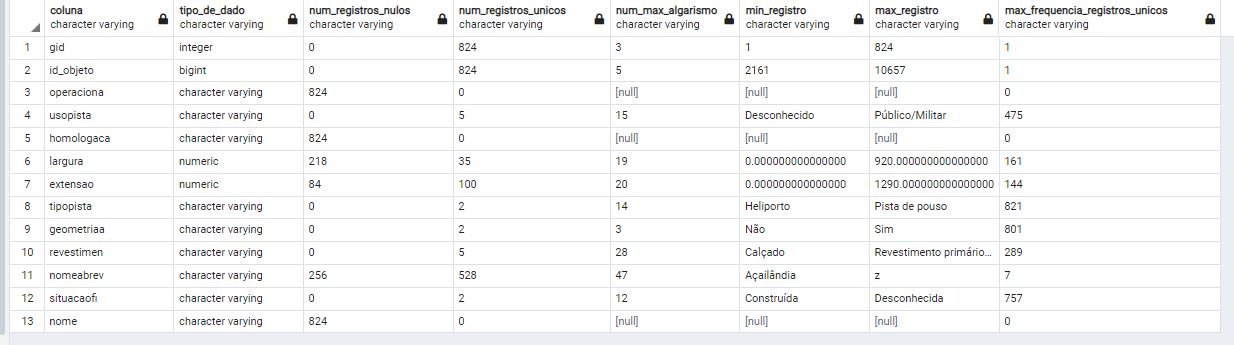 coluna tipo_de_dado num_registros_nulos num_registros_unicos num_max_algarismo min_registro max_registro max_frequencia_registros_unicos
character varying character varying character varying character varying character varying character varying character varying character varying
1 gid integer 0 824 3 1 824 1
2 id_objeto bigint 0 824 5 2161 10657 1
3 operaciona character varying 824 0 [null] [null] [null] 0
4 usopista character varying 0 5 15 Desconhecido Público/Militar 475
5 homologaca character varying 824 0 [null] [null] [null] 0
6 largura numeric 218 35 19 0.000000000000000 920.000000000000000 161
7 extensao numeric 84 100 20 0.000000000000000 1290.000000000000000 144
8 tipopista character varying 0 2 14 Heliporto Pista de pouso 821
9 geometriaa character varying 0 2 3 Não Sim 801
10 revestimen character varying 0 5 28 Calçado Revestimento primário... 289
11 nomeabrev character varying 256 528 47 Açailândia z 7
12 situacaofi character varying 0 2 12 Construída Desconhecida 757
13 nome character varying 824 0 [null] [null] [null] 0